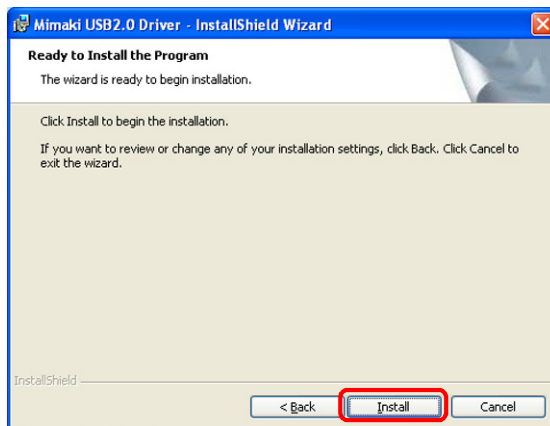 Mimaki USB2.0 Driver - InstallShield Wizard
Ready to Install the Program
The wizard is ready to begin installation.
Click Install to begin the installation.
If you want to review or change any of your installation settings, click Back. Click Cancel to
exit the wizard.
InstallShield
< Back
Install
Cancel